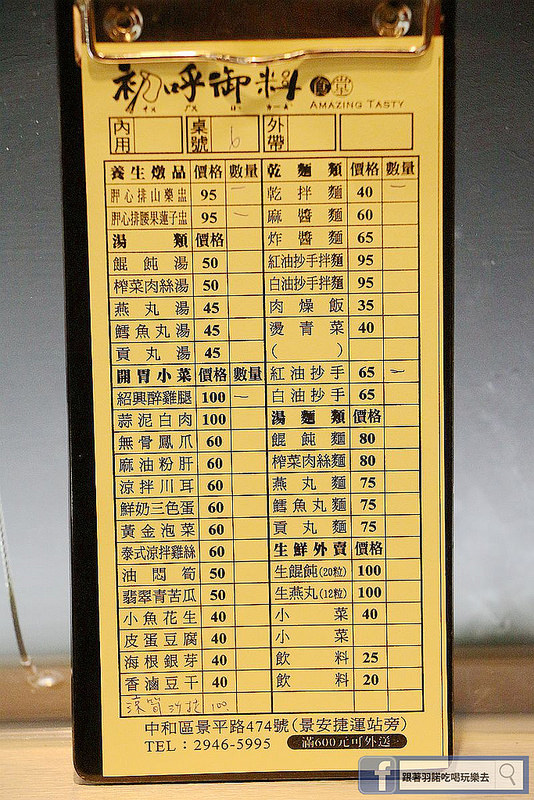 初呼御料 食堂
AMAZING TASTY
內用 桌號 6 外帶
養生燉品 價格 數量 乾麵類 價格 數量
胛心排山藥盅 95 一 乾拌麵 40 一
胛心排腰果蓮子盅 95 一 麻醬麵 60
湯類 價格 炸醬麵 65
餛飩湯 50 紅油抄手拌麵 95
榨菜肉絲湯 50 白油抄手拌麵 95
燕丸湯 45 肉燥飯 35
鱈魚丸湯 45 燙青菜 40
貢丸湯 45 ( )
開胃小菜 價格 數量 紅油抄手 65 一
紹興醉雞腿 100 一 白油抄手 65
蒜泥白肉 100 湯麵類 價格
無骨鳳爪 60 餛飩麵 80
麻油粉肝 60 榨菜肉絲麵 80
涼拌川耳 60 燕丸麵 75
鮮奶三色蛋 60 鱈魚丸麵 75
黃金泡菜 60 貢丸麵 75
泰式涼拌雞絲 60 生鮮外賣 價格
油悶筍 50 生餛飩(20粒) 100
翡翠青苦瓜 50 生燕丸(12粒) 100
小魚花生 40 小菜 40
皮蛋豆腐 40 小菜
海根銀芽 40 飲料 25
香滷豆干 40 飲料 20
涼筍沙拉 100
中和區景平路474號(景安捷運站旁)
TEL：2946-5995 滿600元可外送
f 跟著羽諾吃喝玩樂去